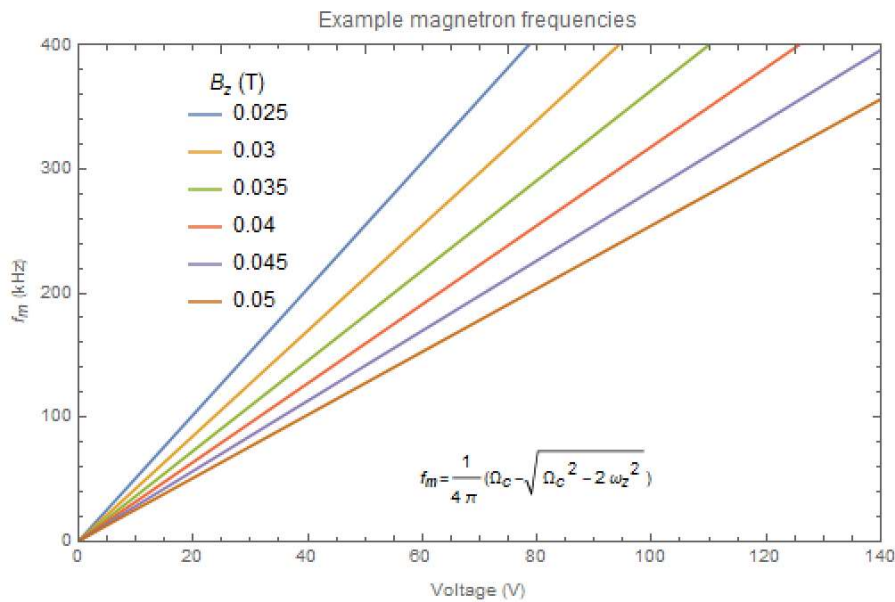 Example magnetron frequencies
400
300
200
100
0
f_m (kHz)
B_z (T)
0.025
0.03
0.035
0.04
0.045
0.05
f_m = 1/(4 π) (Ω_c - √(Ω_c² - 2 ω_z²))
0 20 40 60 80 100 120 140
Voltage (V)